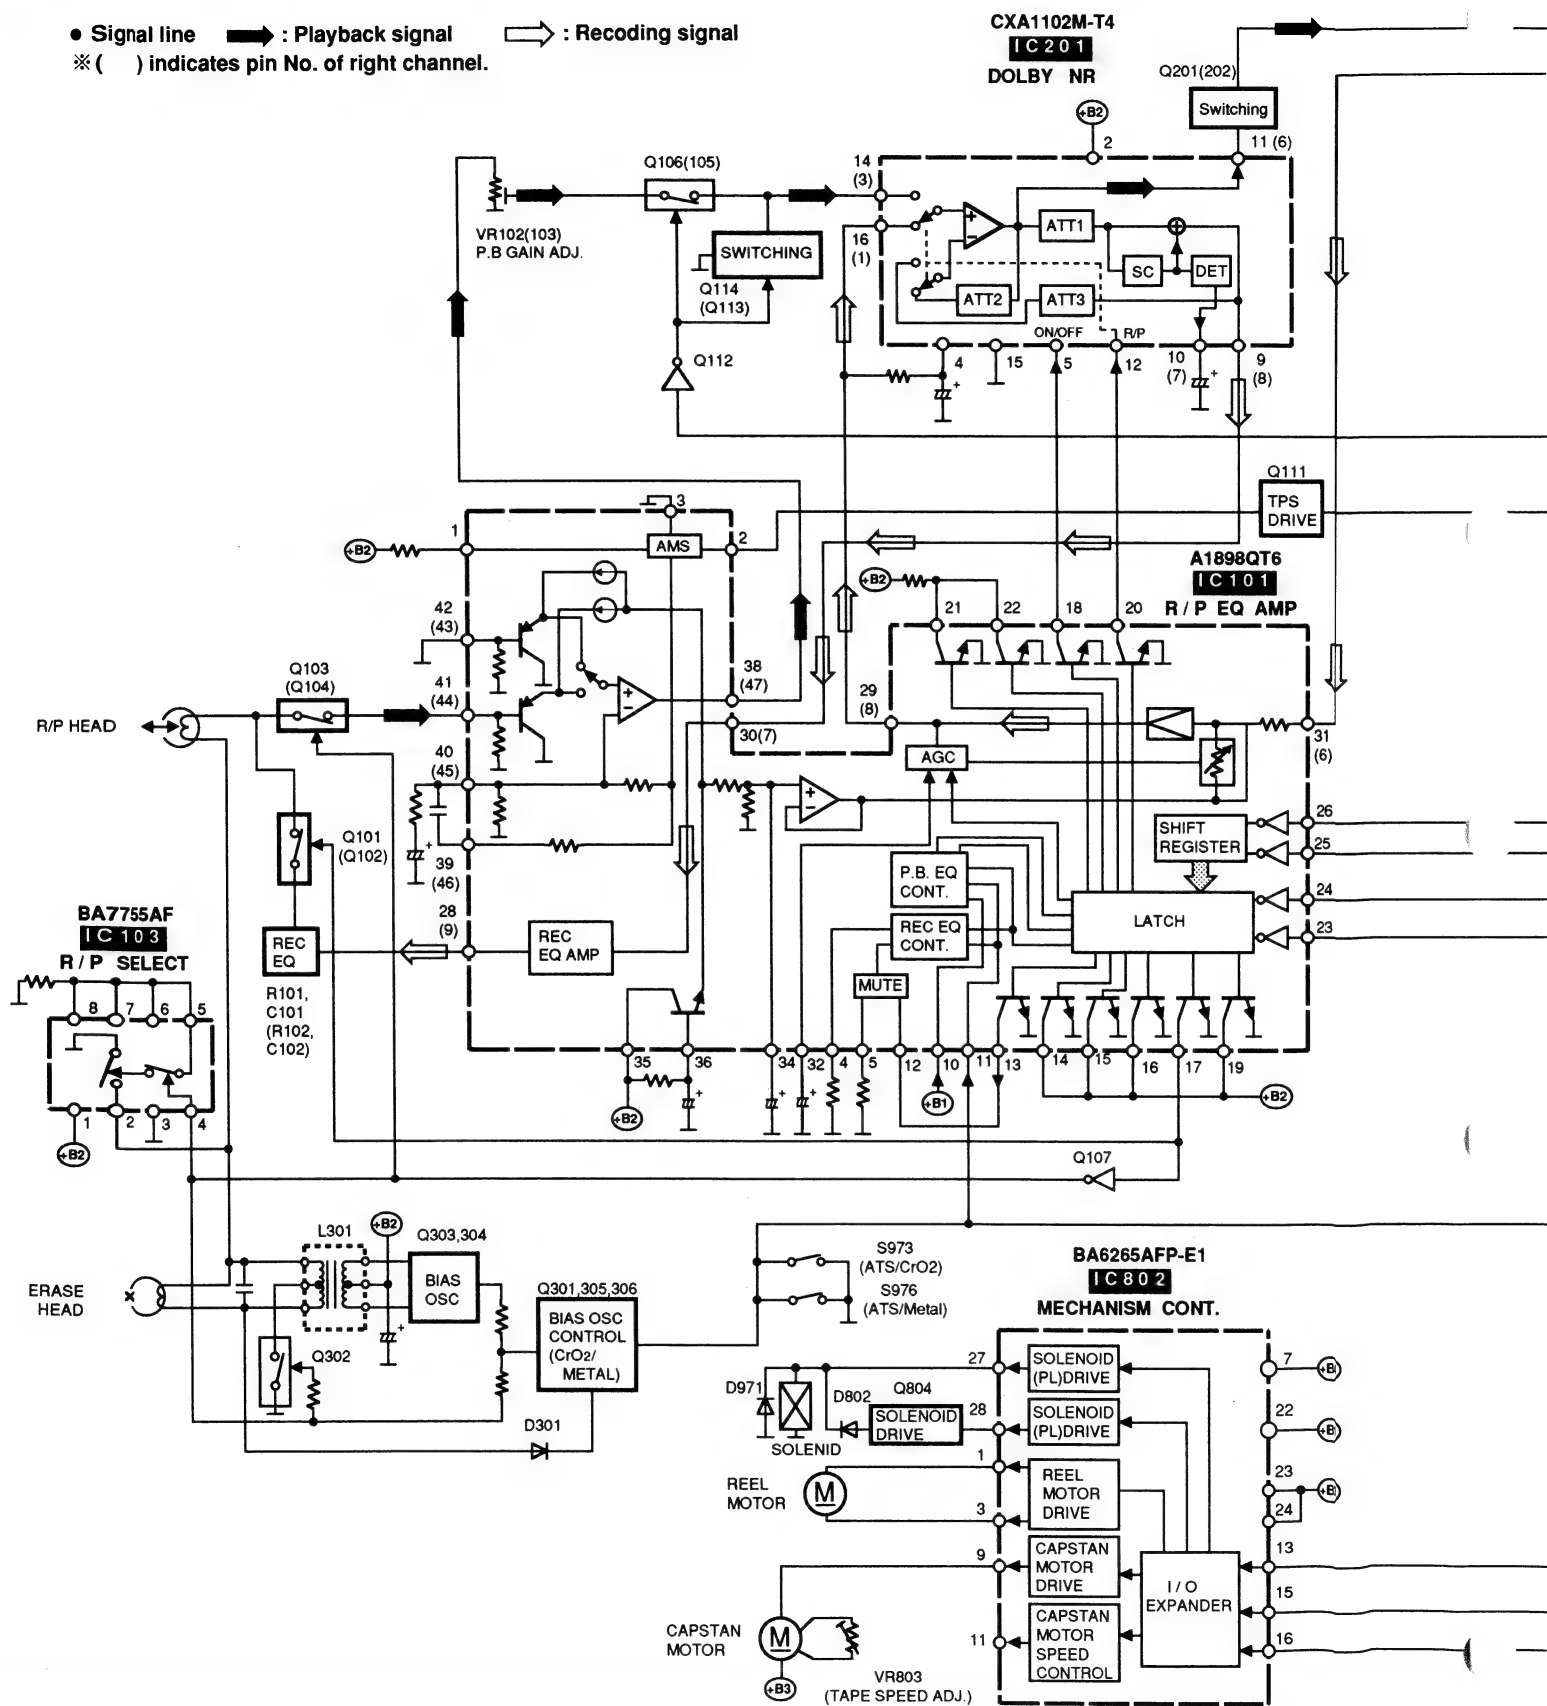 ● Signal line : Playback signal : Recoding signal
※( ) indicates pin No. of right channel.
CXA1102M-T4
IC201
DOLBY NR
Q201(202)
Switching
+B2
2
11 (6)
Q106(105)
14
(3)
VR102(103)
P.B GAIN ADJ.
SWITCHING
16
(1)
+
−
ATT1
SC
DET
Q114
(Q113)
ATT2
ATT3
ON/OFF
R/P
Q112
4
15
5
12
10
(7)
9
(8)
+
+
Q111
TPS
DRIVE
3
1
+B2
AMS
2
A1898QT6
IC101
R/P EQ AMP
+B2
21
22
18
20
42
(43)
Q103
(Q104)
41
(44)
38
(47)
29
(8)
R/P HEAD
+
−
30(7)
31
(6)
40
(45)
AGC
+
−
Q101
(Q102)
+
39
(46)
26
SHIFT
REGISTER
25
P.B. EQ
CONT.
24
LATCH
REC EQ
CONT.
23
BA7755AF
IC103
R/P SELECT
28
(9)
REC
EQ
REC
EQ AMP
MUTE
R101,
C101
(R102,
C102)
8
7
6
5
35
36
34
32
4
5
12
10
11
13
14
15
16
17
19
+B2
+
+
+
+B1
+B2
1
2
3
4
+B2
Q107
L301
+B2
Q303,304
BIAS
OSC
S973
(ATS/CrO2)
S976
(ATS/Metal)
BA6265AFP-E1
IC802
MECHANISM CONT.
ERASE
HEAD
Q301,305,306
BIAS OSC
CONTROL
(CrO2/
METAL)
+
Q302
D301
27
SOLENOID
(PL)DRIVE
7
+B
D971
D802
Q804
SOLENOID
DRIVE
28
SOLENOID
(PL)DRIVE
22
+B
SOLENID
1
REEL
MOTOR
M
REEL
MOTOR
DRIVE
23
+B
3
24
9
CAPSTAN
MOTOR
DRIVE
13
I/O
EXPANDER
15
CAPSTAN
MOTOR
M
11
CAPSTAN
MOTOR
SPEED
CONTROL
16
VR803
(TAPE SPEED ADJ.)
+B3